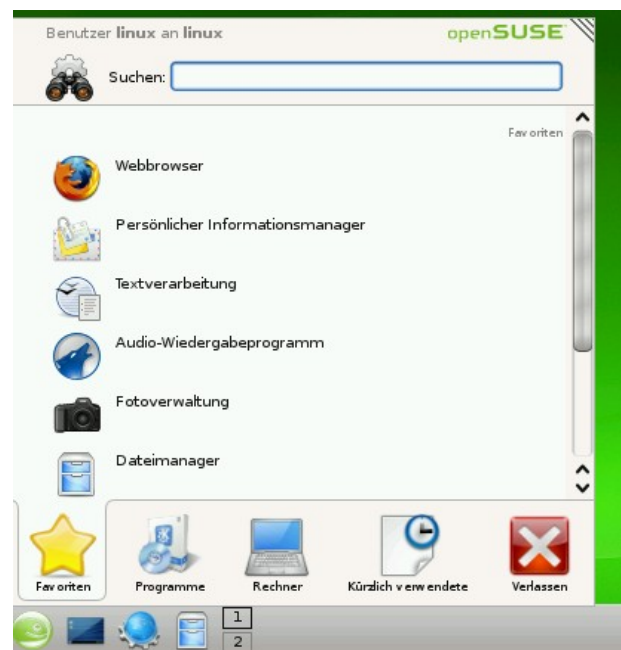 Benutzer linux an linux
openSUSE
Suchen:
Favoriten
Webbrowser
Persönlicher Informationsmanager
Textverarbeitung
Audio-Wiedergabeprogramm
Fotoverwaltung
Dateimanager
Favoriten
Programme
Rechner
Kürzlich verwendete
Verlassen
1
2